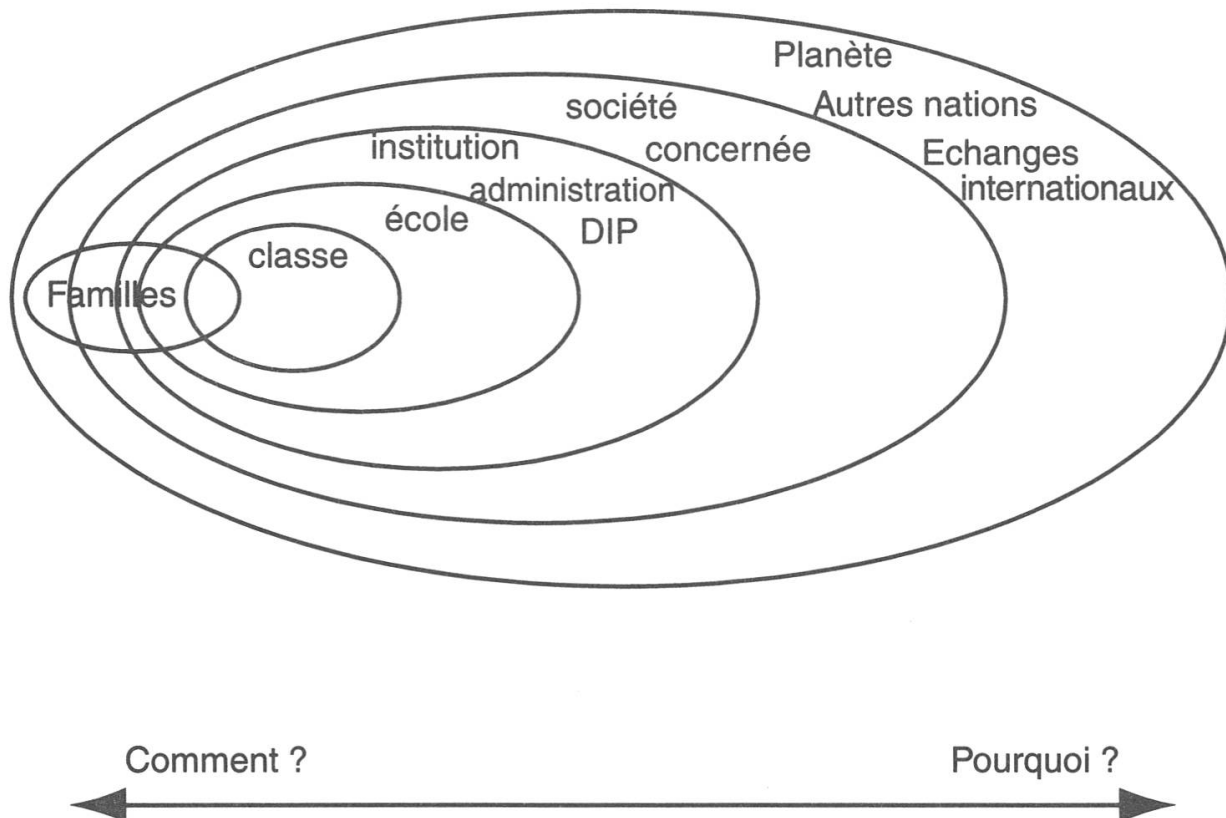 Planète
société
Autres nations
institution
concernée
Echanges
internationaux
administration
école
DIP
classe
Familles
Comment ?
Pourquoi ?